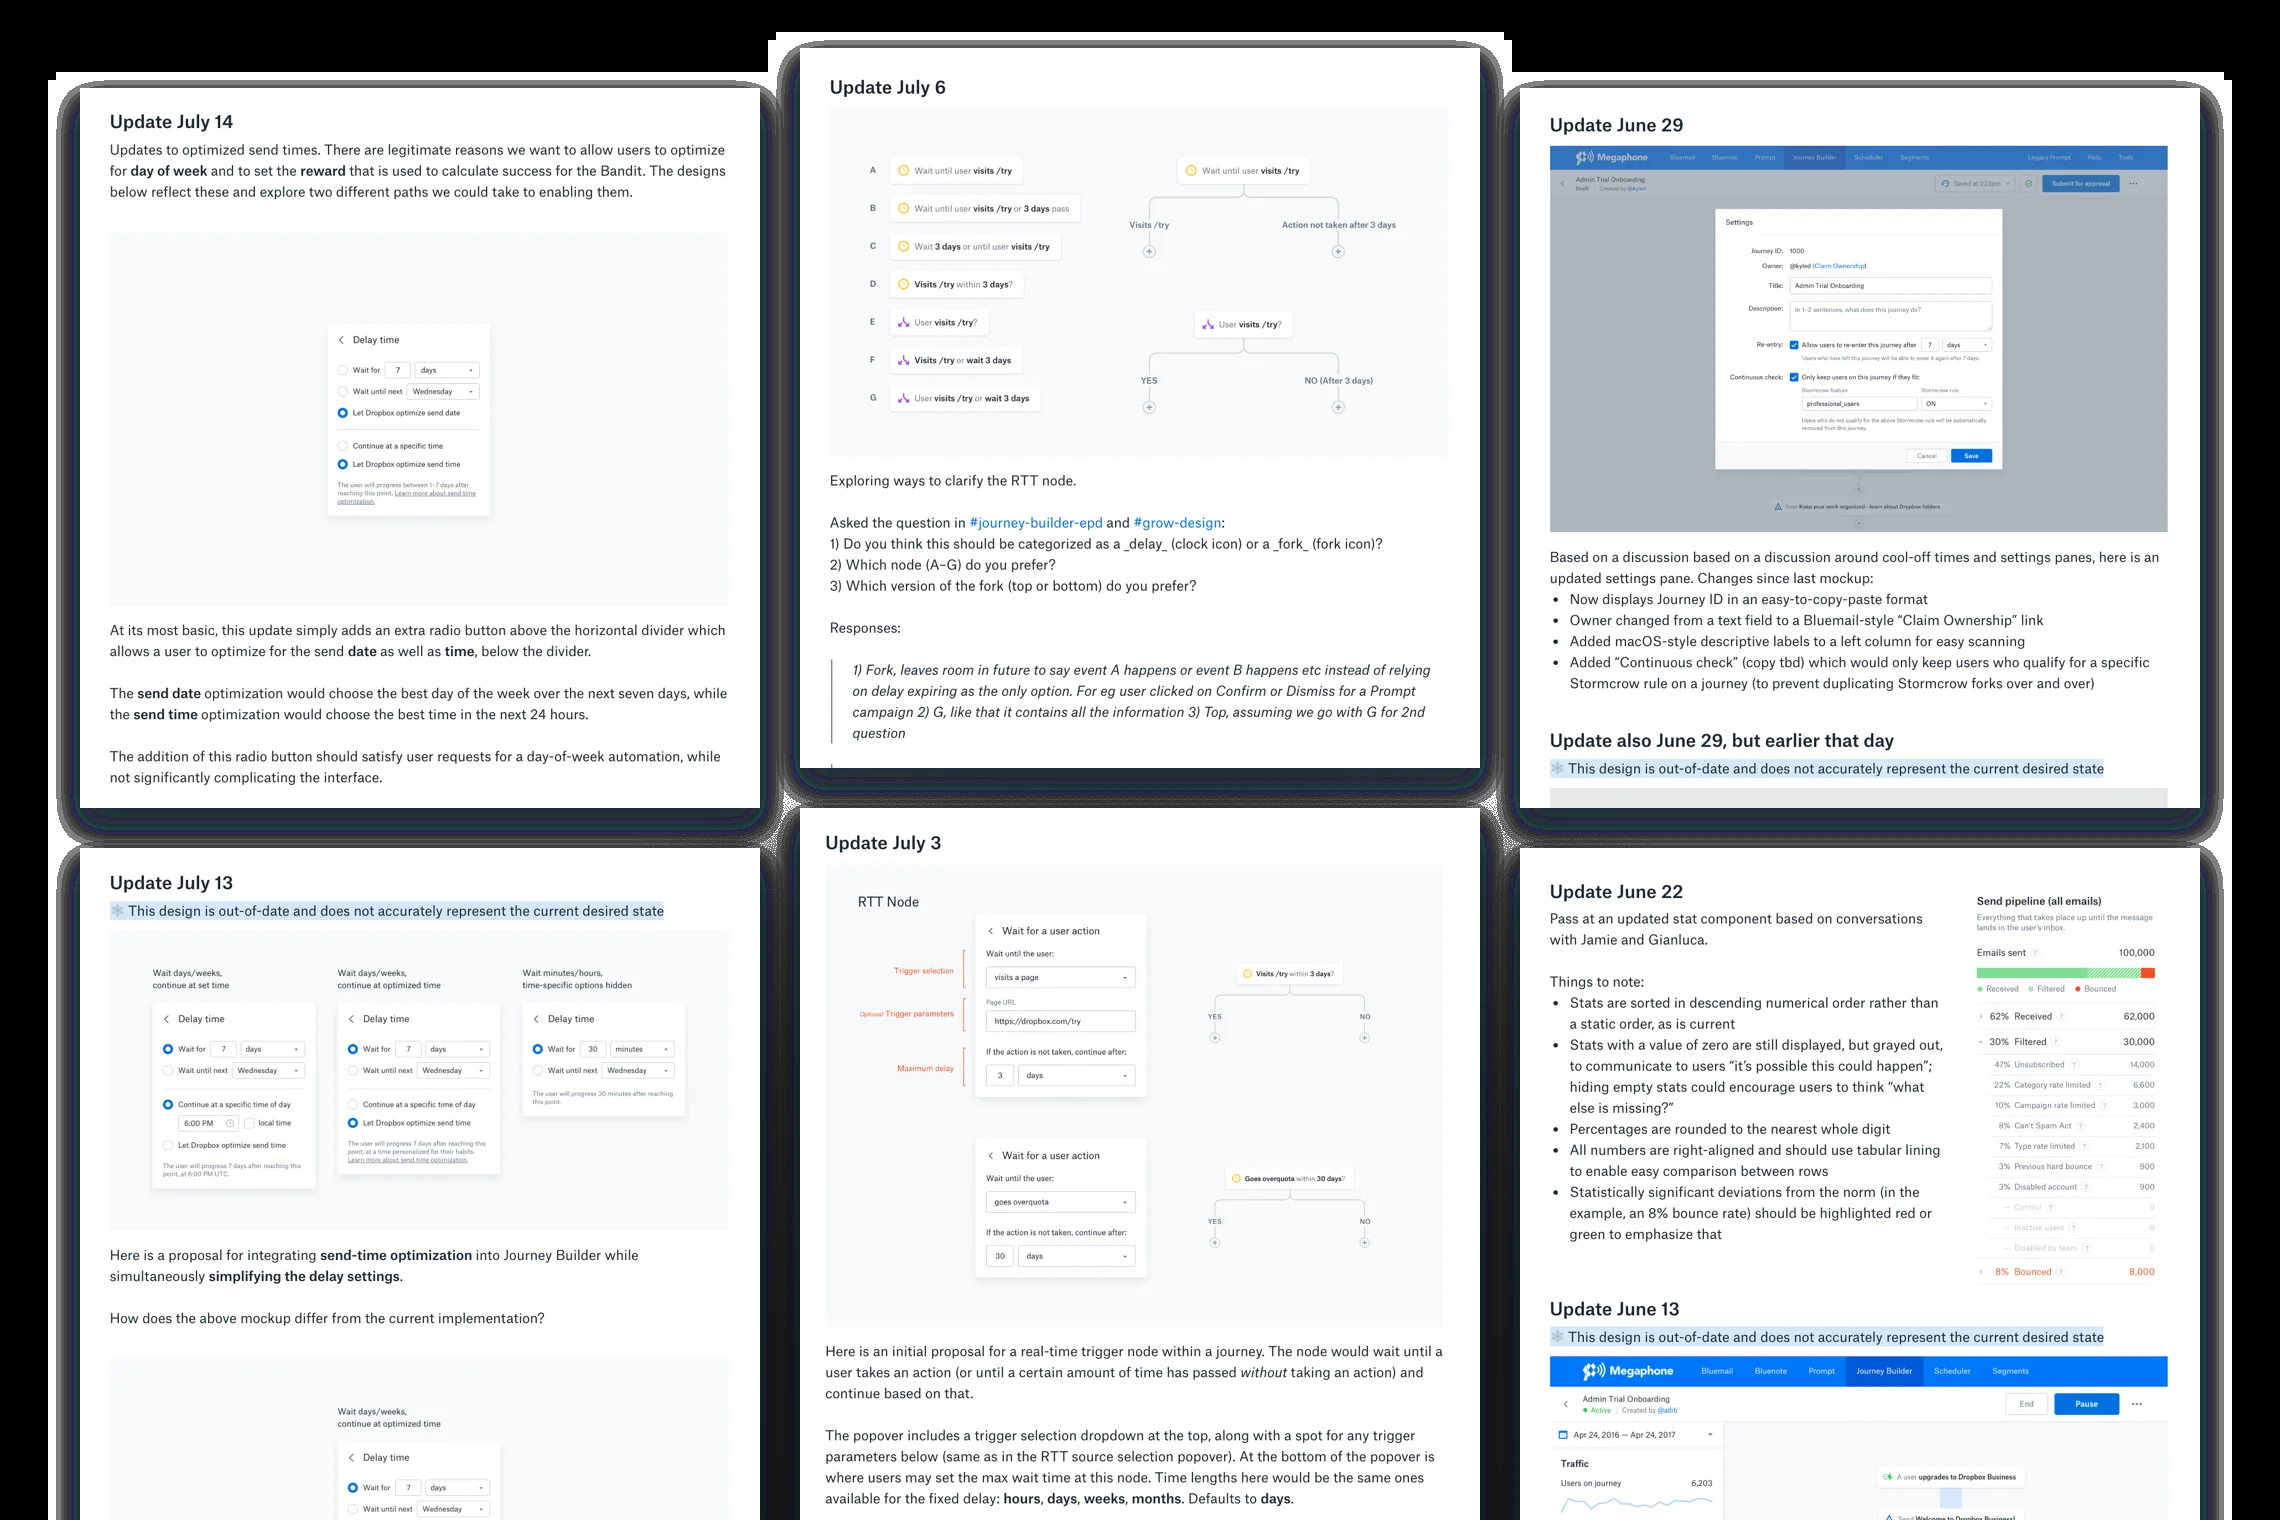 Update July 14
Updates to optimized send times. There are legitimate reasons we want to allow users to optimize
for day of week and to set the reward that is used to calculate success for the Bandit. The designs
below reflect these and explore two different paths we could take to enabling them.
Delay time
Wait for 7 days
Wait until next Wednesday
Let Dropbox optimize send date
Continue at a specific time
Let Dropbox optimize send time
The user will progress between 1–7 days after
reaching this point. Learn more about send time
optimization.
At its most basic, this update simply adds an extra radio button above the horizontal divider which
allows a user to optimize for the send date as well as time, below the divider.
The send date optimization would choose the best day of the week over the next seven days, while
the send time optimization would choose the best time in the next 24 hours.
The addition of this radio button should satisfy user requests for a day-of-week automation, while
not significantly complicating the interface.
Update July 13
This design is out-of-date and does not accurately represent the current desired state
Wait days/weeks,
continue at set time
Delay time
Wait for 7 days
Wait until next Wednesday
Continue at a specific time of day
6:00 PM local time
Let Dropbox optimize send time
The user will progress 7 days after reaching this
point, at 6:00 PM UTC.
Wait days/weeks,
continue at optimized time
Delay time
Wait for 7 days
Wait until next Wednesday
Continue at a specific time of day
Let Dropbox optimize send time
The user will progress 7 days after reaching this
point, at a time personalized for their habits.
Learn more about send time optimization.
Wait minutes/hours,
time-specific options hidden
Delay time
Wait for 30 minutes
Wait until next Wednesday
The user will progress 30 minutes after reaching
this point.
Here is a proposal for integrating send-time optimization into Journey Builder while
simultaneously simplifying the delay settings.
How does the above mockup differ from the current implementation?
Wait days/weeks,
continue at optimized time
Delay time
Wait for 7 days
Wait until next Wednesday
Update July 6
A Wait until user visits /try
B Wait until user visits /try or 3 days pass
C Wait 3 days or until user visits /try
D Visits /try within 3 days?
E User visits /try?
F Visits /try or wait 3 days
G User visits /try or wait 3 days
Wait until user visits /try
Visits /try
Action not taken after 3 days
User visits /try?
YES
NO (After 3 days)
Exploring ways to clarify the RTT node.
Asked the question in #journey-builder-epd and #grow-design:
1) Do you think this should be categorized as a _delay_ (clock icon) or a _fork_ (fork icon)?
2) Which node (A–G) do you prefer?
3) Which version of the fork (top or bottom) do you prefer?
Responses:
1) Fork, leaves room in future to say event A happens or event B happens etc instead of relying
on delay expiring as the only option. For eg user clicked on Confirm or Dismiss for a Prompt
campaign 2) G, like that it contains all the information 3) Top, assuming we go with G for 2nd
question
Update July 3
RTT Node
Trigger selection
Optional Trigger parameters
Maximum delay
Wait for a user action
Wait until the user:
visits a page
Page URL
https://dropbox.com/try
If the action is not taken, continue after:
3 days
Visits /try within 3 days?
YES
NO
Wait for a user action
Wait until the user:
goes overquota
If the action is not taken, continue after:
30 days
Goes overquota within 30 days?
YES
NO
Here is an initial proposal for a real-time trigger node within a journey. The node would wait until a
user takes an action (or until a certain amount of time has passed without taking an action) and
continue based on that.
The popover includes a trigger selection dropdown at the top, along with a spot for any trigger
parameters below (same as in the RTT source selection popover). At the bottom of the popover is
where users may set the max wait time at this node. Time lengths here would be the same ones
available for the fixed delay: hours, days, weeks, months. Defaults to days.
Update June 29
Megaphone Bluemail Bluenote Prompt Journey Builder Scheduler Segments Legacy Prompt Help Tools
Admin Trial Onboarding
Draft Created by @kyled
Saved at 1:23pm
Submit for approval
Settings
Journey ID: 1000
Owner: @kyled (Claim Ownership)
Title: Admin Trial Onboarding
Description: In 1–2 sentences, what does this journey do?
Re-entry: Allow users to re-enter this journey after 7 days
Users who have left this journey will be able to enter it again after 7 days.
Continuous check: Only keep users on this journey if they fit:
Stormcrow feature Stormcrow rule
professional_users ON
Users who do not qualify for the above Stormcrow rule will be automatically
removed from this journey.
Cancel Save
Send Keep your work organized - learn about Dropbox folders
Based on a discussion based on a discussion around cool-off times and settings panes, here is an
updated settings pane. Changes since last mockup:
• Now displays Journey ID in an easy-to-copy-paste format
• Owner changed from a text field to a Bluemail-style “Claim Ownership” link
• Added macOS-style descriptive labels to a left column for easy scanning
• Added “Continuous check” (copy tbd) which would only keep users who qualify for a specific
Stormcrow rule on a journey (to prevent duplicating Stormcrow forks over and over)
Update also June 29, but earlier that day
This design is out-of-date and does not accurately represent the current desired state
Update June 22
Pass at an updated stat component based on conversations
with Jamie and Gianluca.
Things to note:
• Stats are sorted in descending numerical order rather than
a static order, as is current
• Stats with a value of zero are still displayed, but grayed out,
to communicate to users “it’s possible this could happen”;
hiding empty stats could encourage users to think “what
else is missing?”
• Percentages are rounded to the nearest whole digit
• All numbers are right-aligned and should use tabular lining
to enable easy comparison between rows
• Statistically significant deviations from the norm (in the
example, an 8% bounce rate) should be highlighted red or
green to emphasize that
Send pipeline (all emails)
Everything that takes place up until the message
lands in the user’s inbox.
Emails sent ? 100,000
Received Filtered Bounced
62% Received ? 62,000
30% Filtered ? 30,000
47% Unsubscribed ? 14,000
22% Category rate limited ? 6,600
10% Campaign rate limited ? 3,000
8% Can’t Spam Act ? 2,400
7% Type rate limited ? 2,100
3% Previous hard bounce ? 900
3% Disabled account ? 900
– Control ? 0
– Inactive users ? 0
– Disabled by team ? 0
8% Bounced ? 8,000
Update June 13
This design is out-of-date and does not accurately represent the current desired state
Megaphone Bluemail Bluenote Prompt Journey Builder Scheduler Segments
Admin Trial Onboarding
Active Created by @aditi
End Pause
Apr 24, 2016 — Apr 24, 2017
Traffic
Users on journey 6,203
A user upgrades to Dropbox Business
Send Welcome to Dropbox Business!